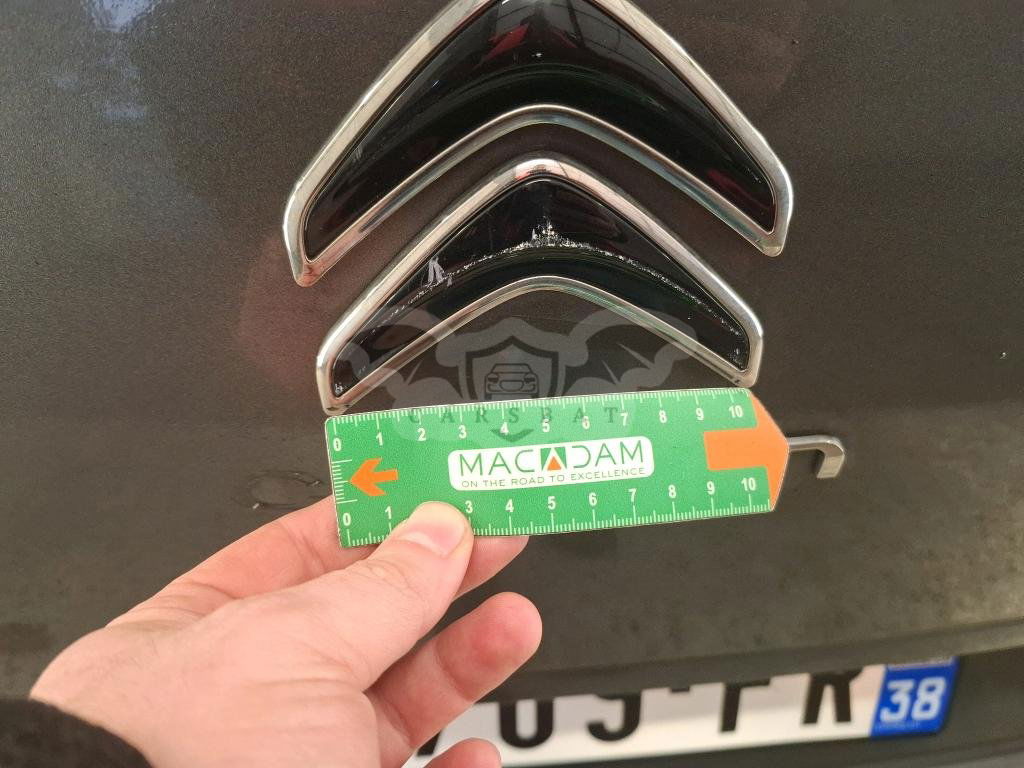 CARSBAT
0 1 2 3 4 5 6 7 8 9 10
MACADAM
ON THE ROAD TO EXCELLENCE
0 1 3 4 5 6 7 8 9 10
38